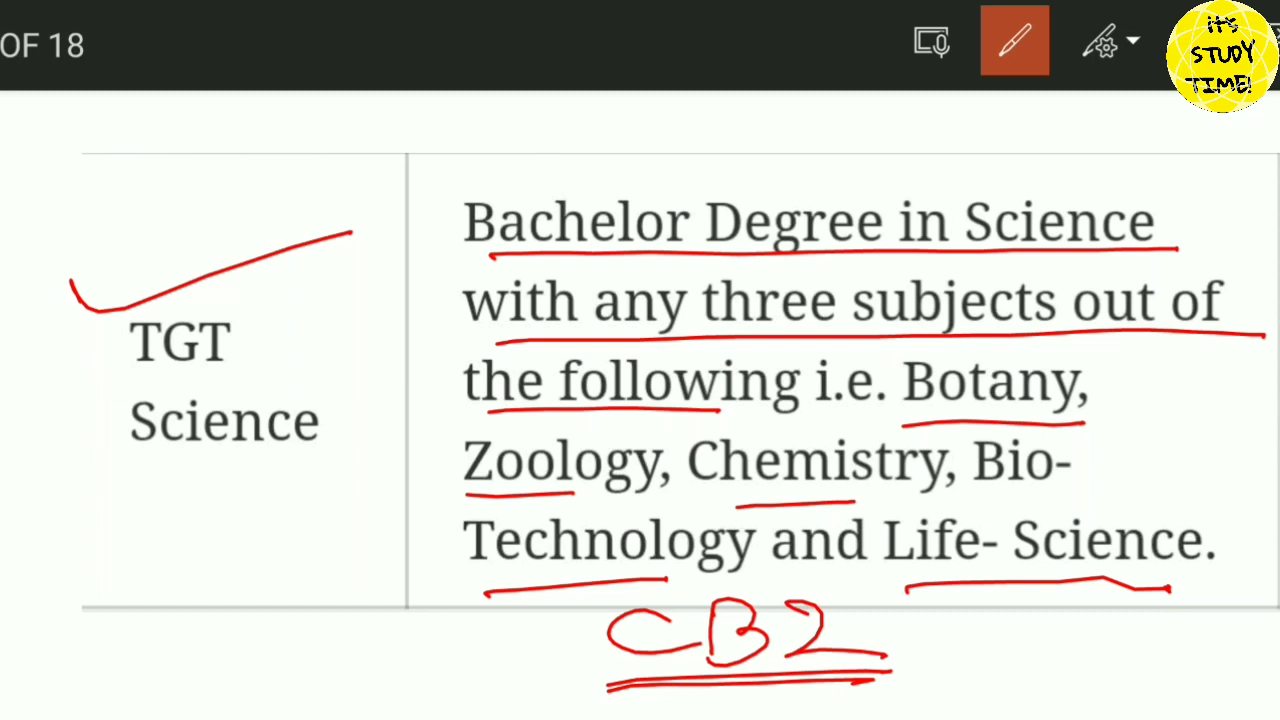 OF 18
IT'S
STUDY
TIME!
Bachelor Degree in Science
with any three subjects out of
TGT
the following i.e. Botany,
Science
Zoology, Chemistry, Bio-
Technology and Life- Science.
CB2